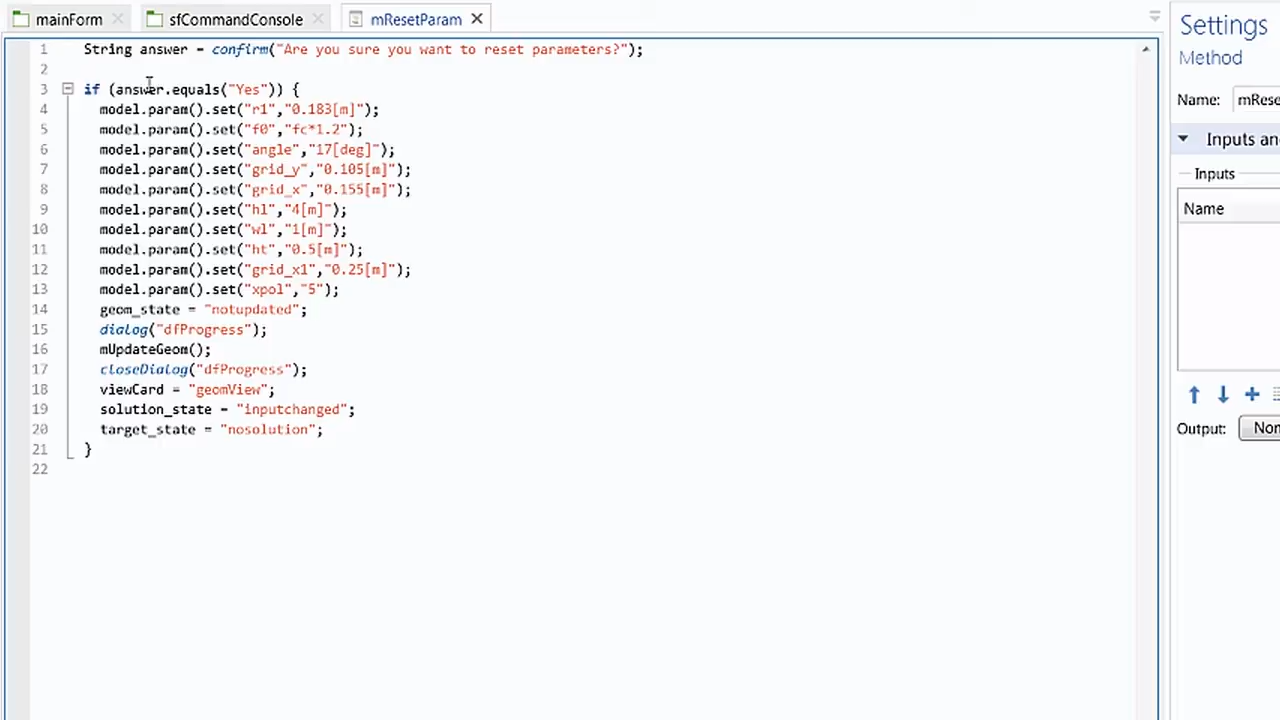 mainForm
sfCommandConsole
mResetParam
1 String answer = confirm("Are you sure you want to reset parameters?");
2
3 if (answer.equals("Yes")) {
4 model.param().set("r1","0.183[m]");
5 model.param().set("f0","fc*1.2");
6 model.param().set("angle","17[deg]");
7 model.param().set("grid_y","0.105[m]");
8 model.param().set("grid_x","0.155[m]");
9 model.param().set("hl","4[m]");
10 model.param().set("wl","1[m]");
11 model.param().set("ht","0.5[m]");
12 model.param().set("grid_x1","0.25[m]");
13 model.param().set("xpol","5");
14 geom_state = "notupdated";
15 dialog("dfProgress");
16 mUpdateGeom();
17 closeDialog("dfProgress");
18 viewCard = "geomView";
19 solution_state = "inputchanged";
20 target_state = "nosolution";
21 }
22
Settings
Method
Name: mRese
Inputs an
Inputs
Name
Output: Non